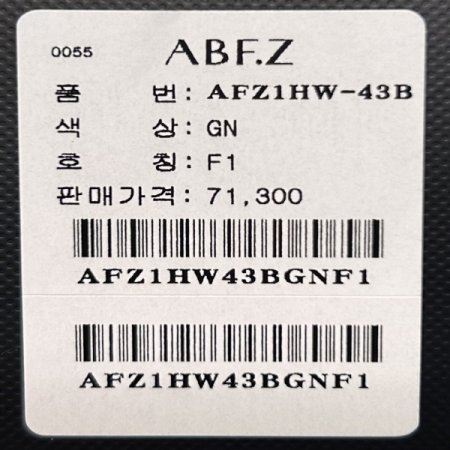 0055 ABF.Z
품 번: AFZ1HW-43B
색 상: GN
호 칭: F1
판매가격: 71,300
AFZ1HW43BGNF1
AFZ1HW43BGNF1